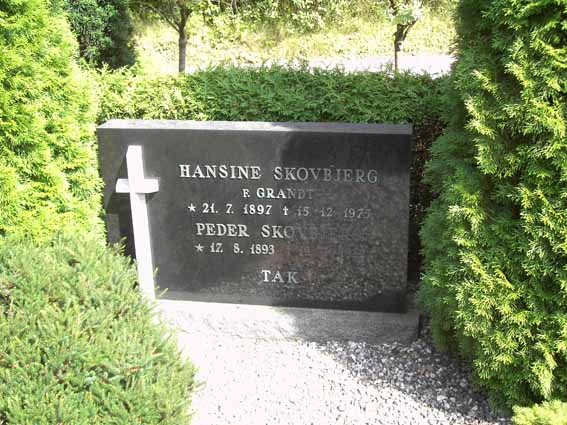 HANSINE SKOVBJERG
F. GRANDT
* 21. 7. 1897 † 15. 12. 1975
PEDER SKOVBJERG
* 17. 8. 1893
TAK